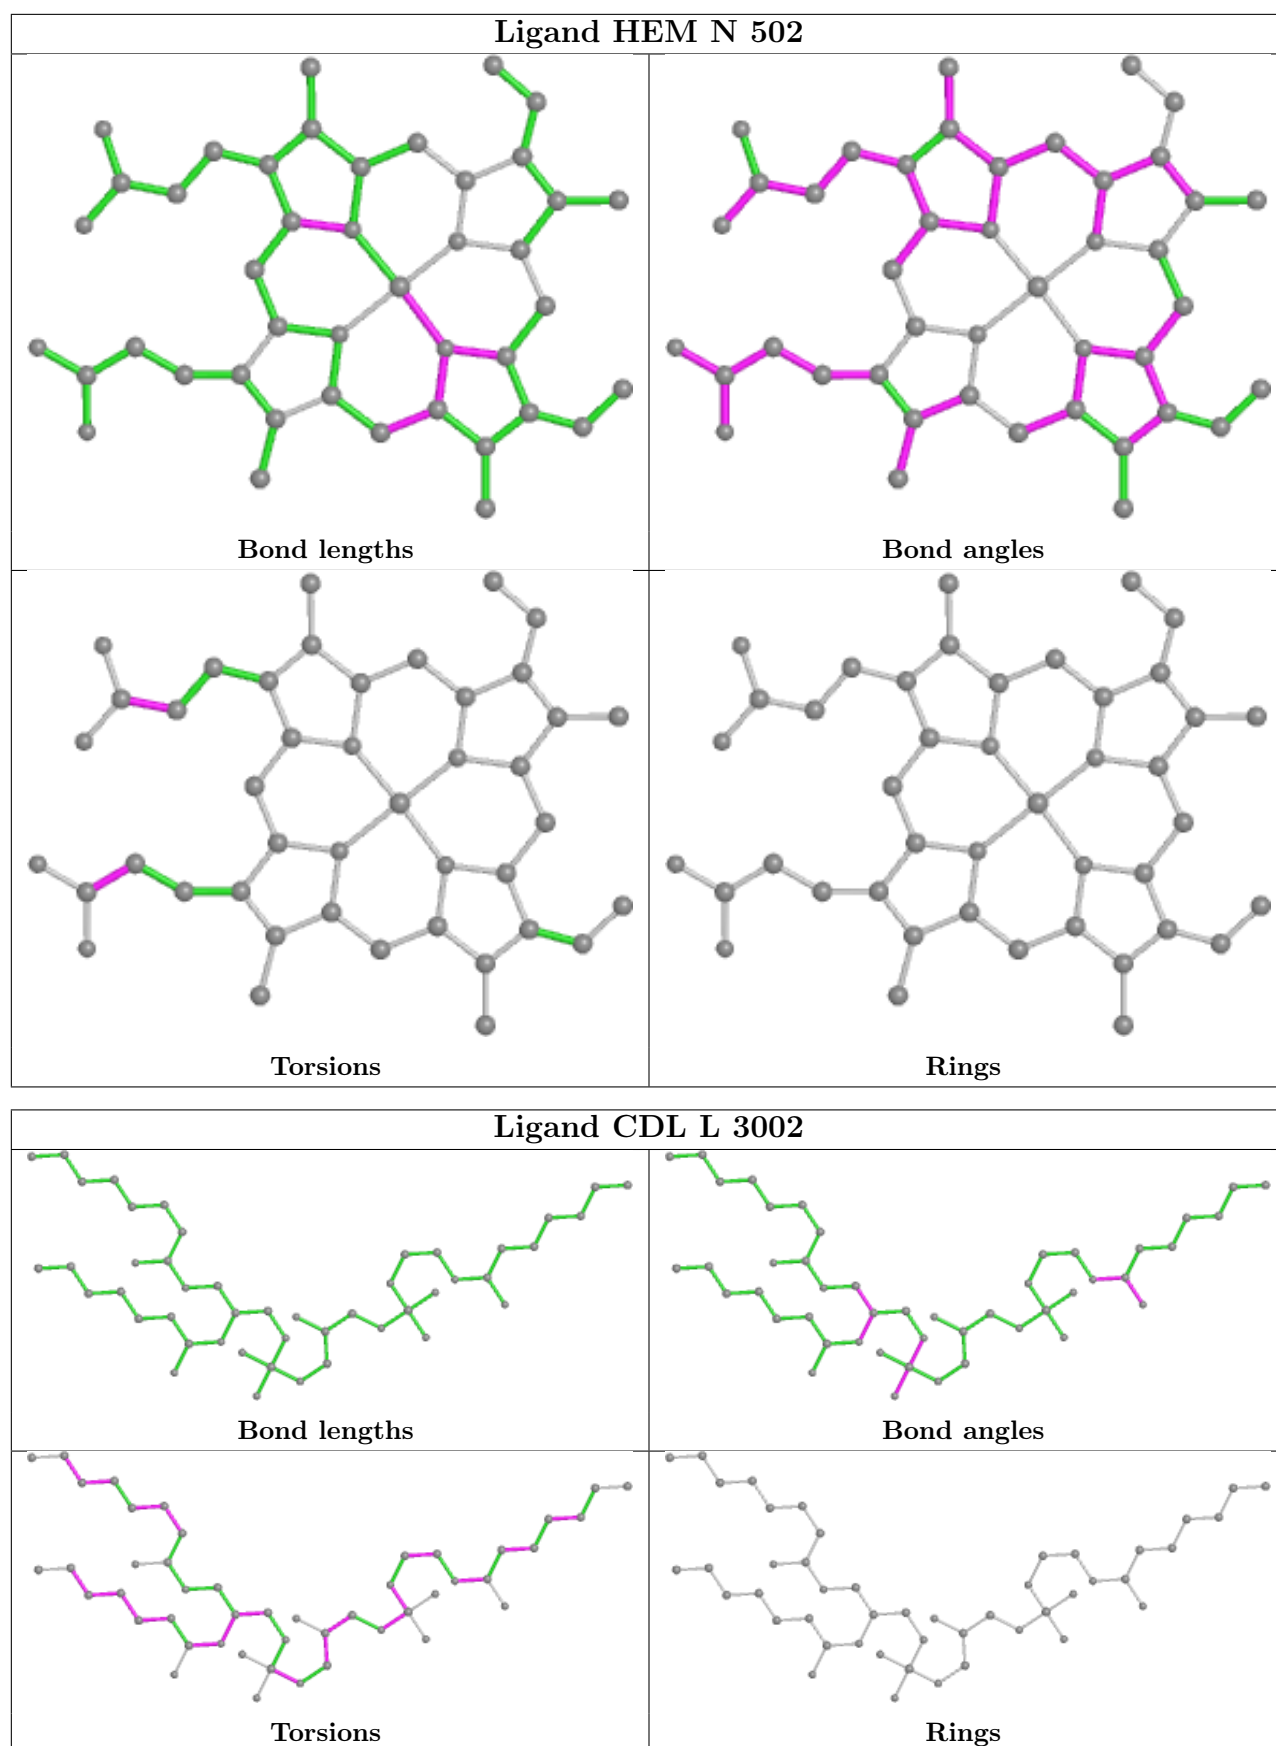 Ligand HEM N 502
Bond lengths
Bond angles
Torsions
Rings
Ligand CDL L 3002
Bond lengths
Bond angles
Torsions
Rings